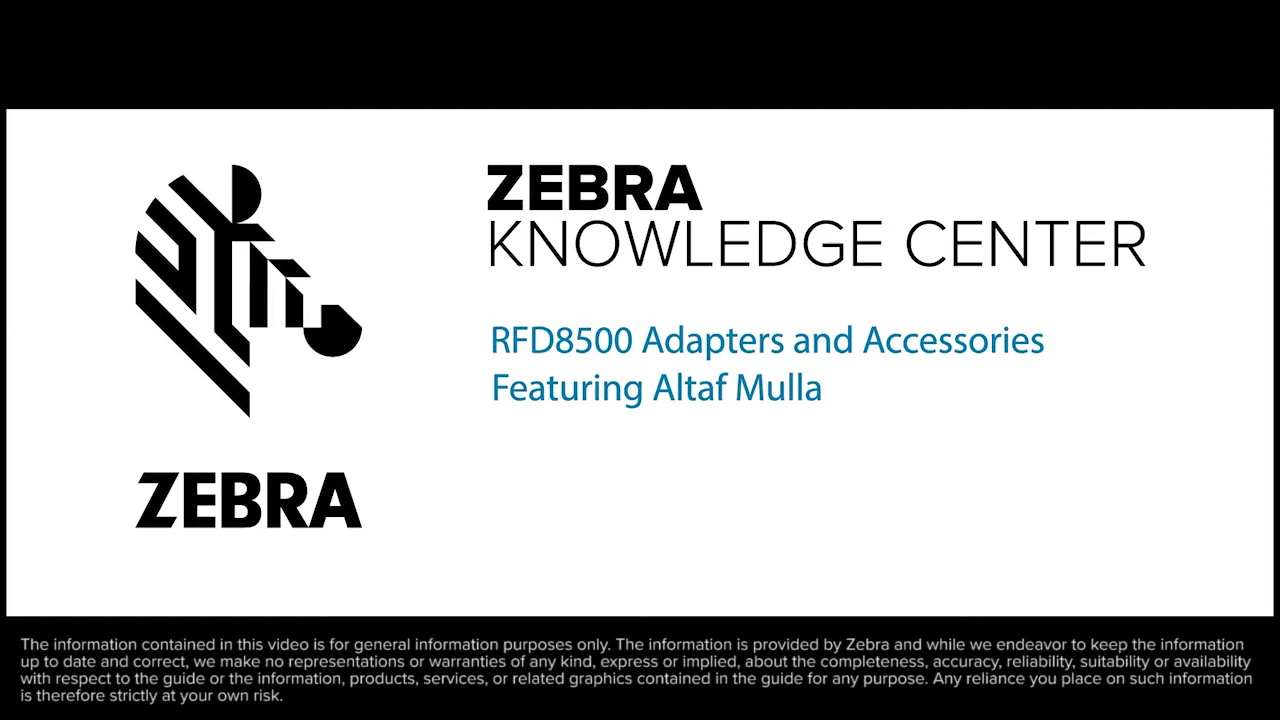 ZEBRA
KNOWLEDGE CENTER
RFD8500 Adapters and Accessories
Featuring Altaf Mulla
ZEBRA
The information contained in this video is for general information purposes only. The information is provided by Zebra and while we endeavor to keep the information
up to date and correct, we make no representations or warranties of any kind, express or implied, about the completeness, accuracy, reliability, suitability or availability
with respect to the guide or the information, products, services, or related graphics contained in the guide for any purpose. Any reliance you place on such information
is therefore strictly at your own risk.